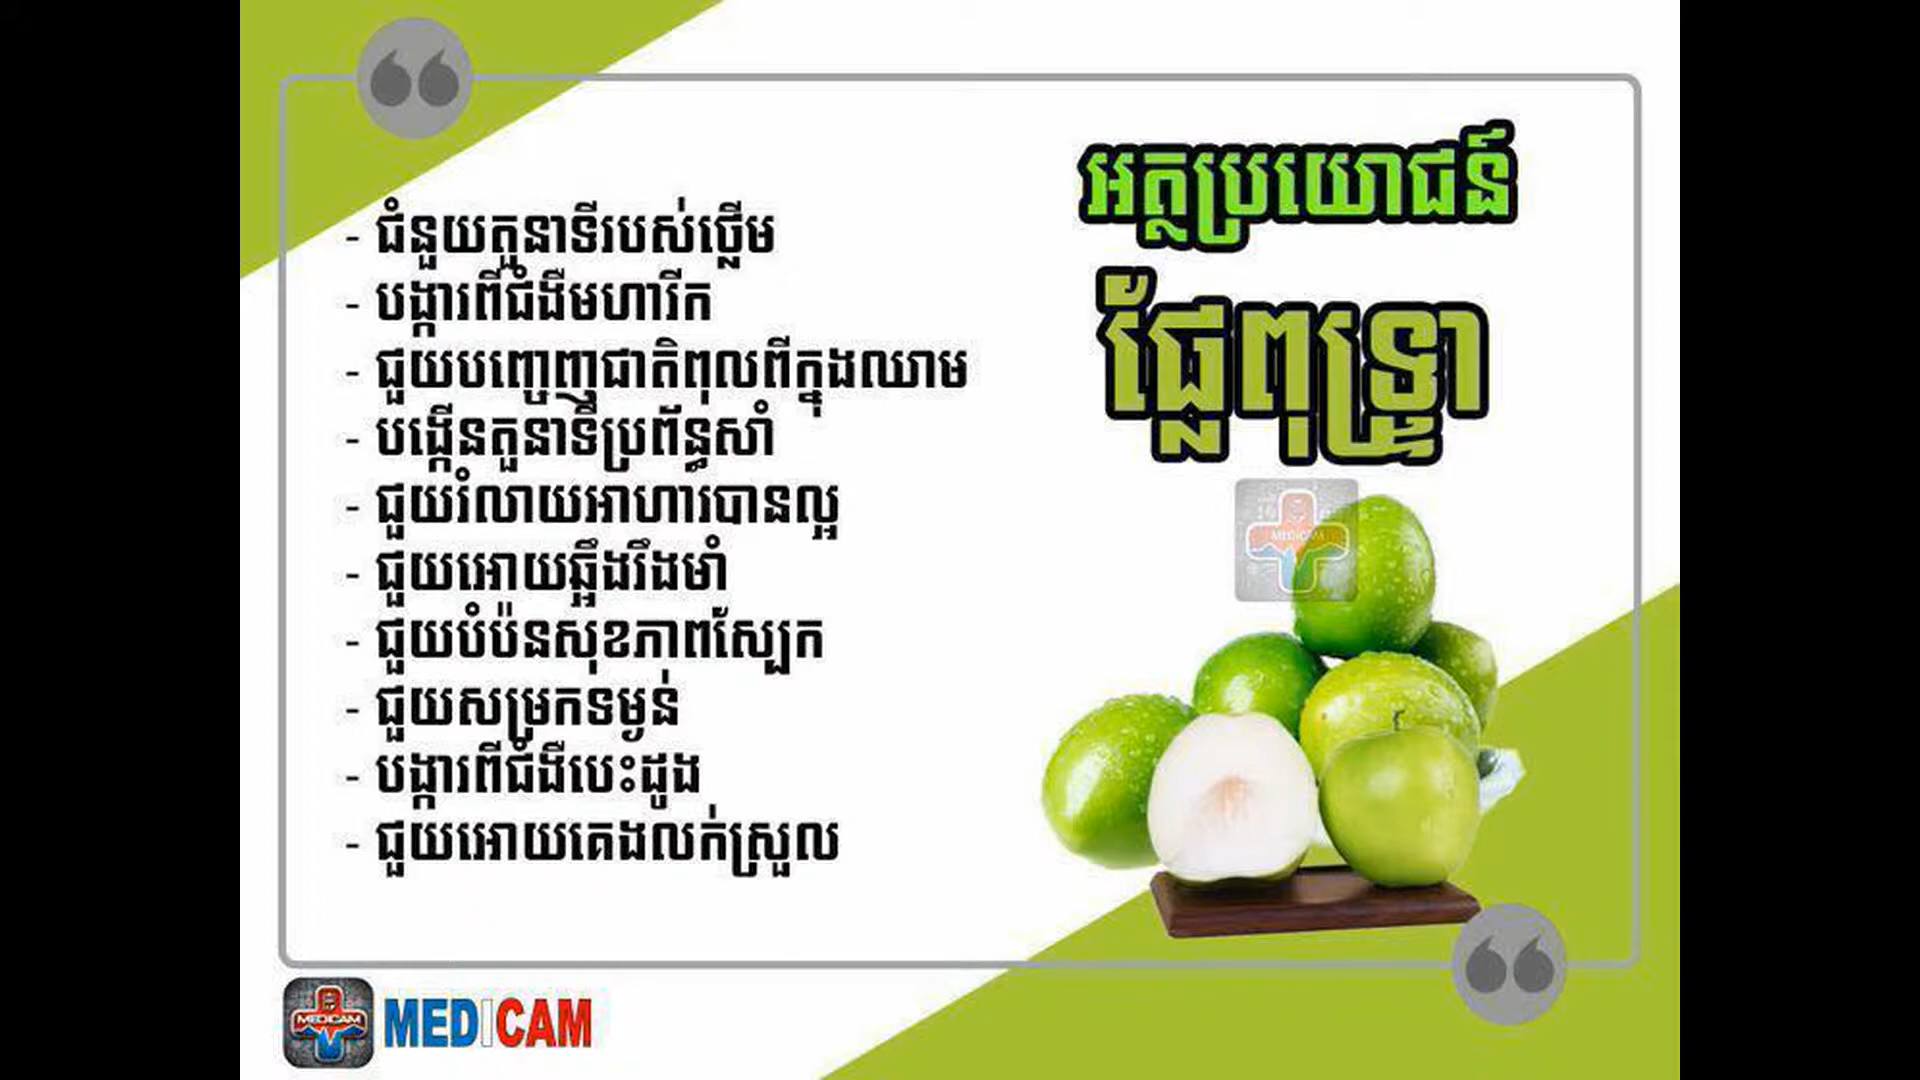 អត្ថប្រយោជន៍
ផ្លែពុទ្រា
- ជំនួយតួនាទីរបស់ថ្លើម
- បង្ការពីជំងឺមហារីក
- ជួយបញ្ចេញជាតិពុលពីក្នុងឈាម
- បង្កើនតួនាទីប្រព័ន្ធសាំ
- ជួយរំលាយអាហារបានល្អ
- ជួយអោយឆ្អឹងរឹងមាំ
- ជួយបំប៉នសុខភាពស្បែក
- ជួយសម្រកទម្ងន់
- បង្ការពីជំងឺបេះដូង
- ជួយអោយគេងលក់ស្រួល
MEDICAM
MEDICAM
MEDICAM